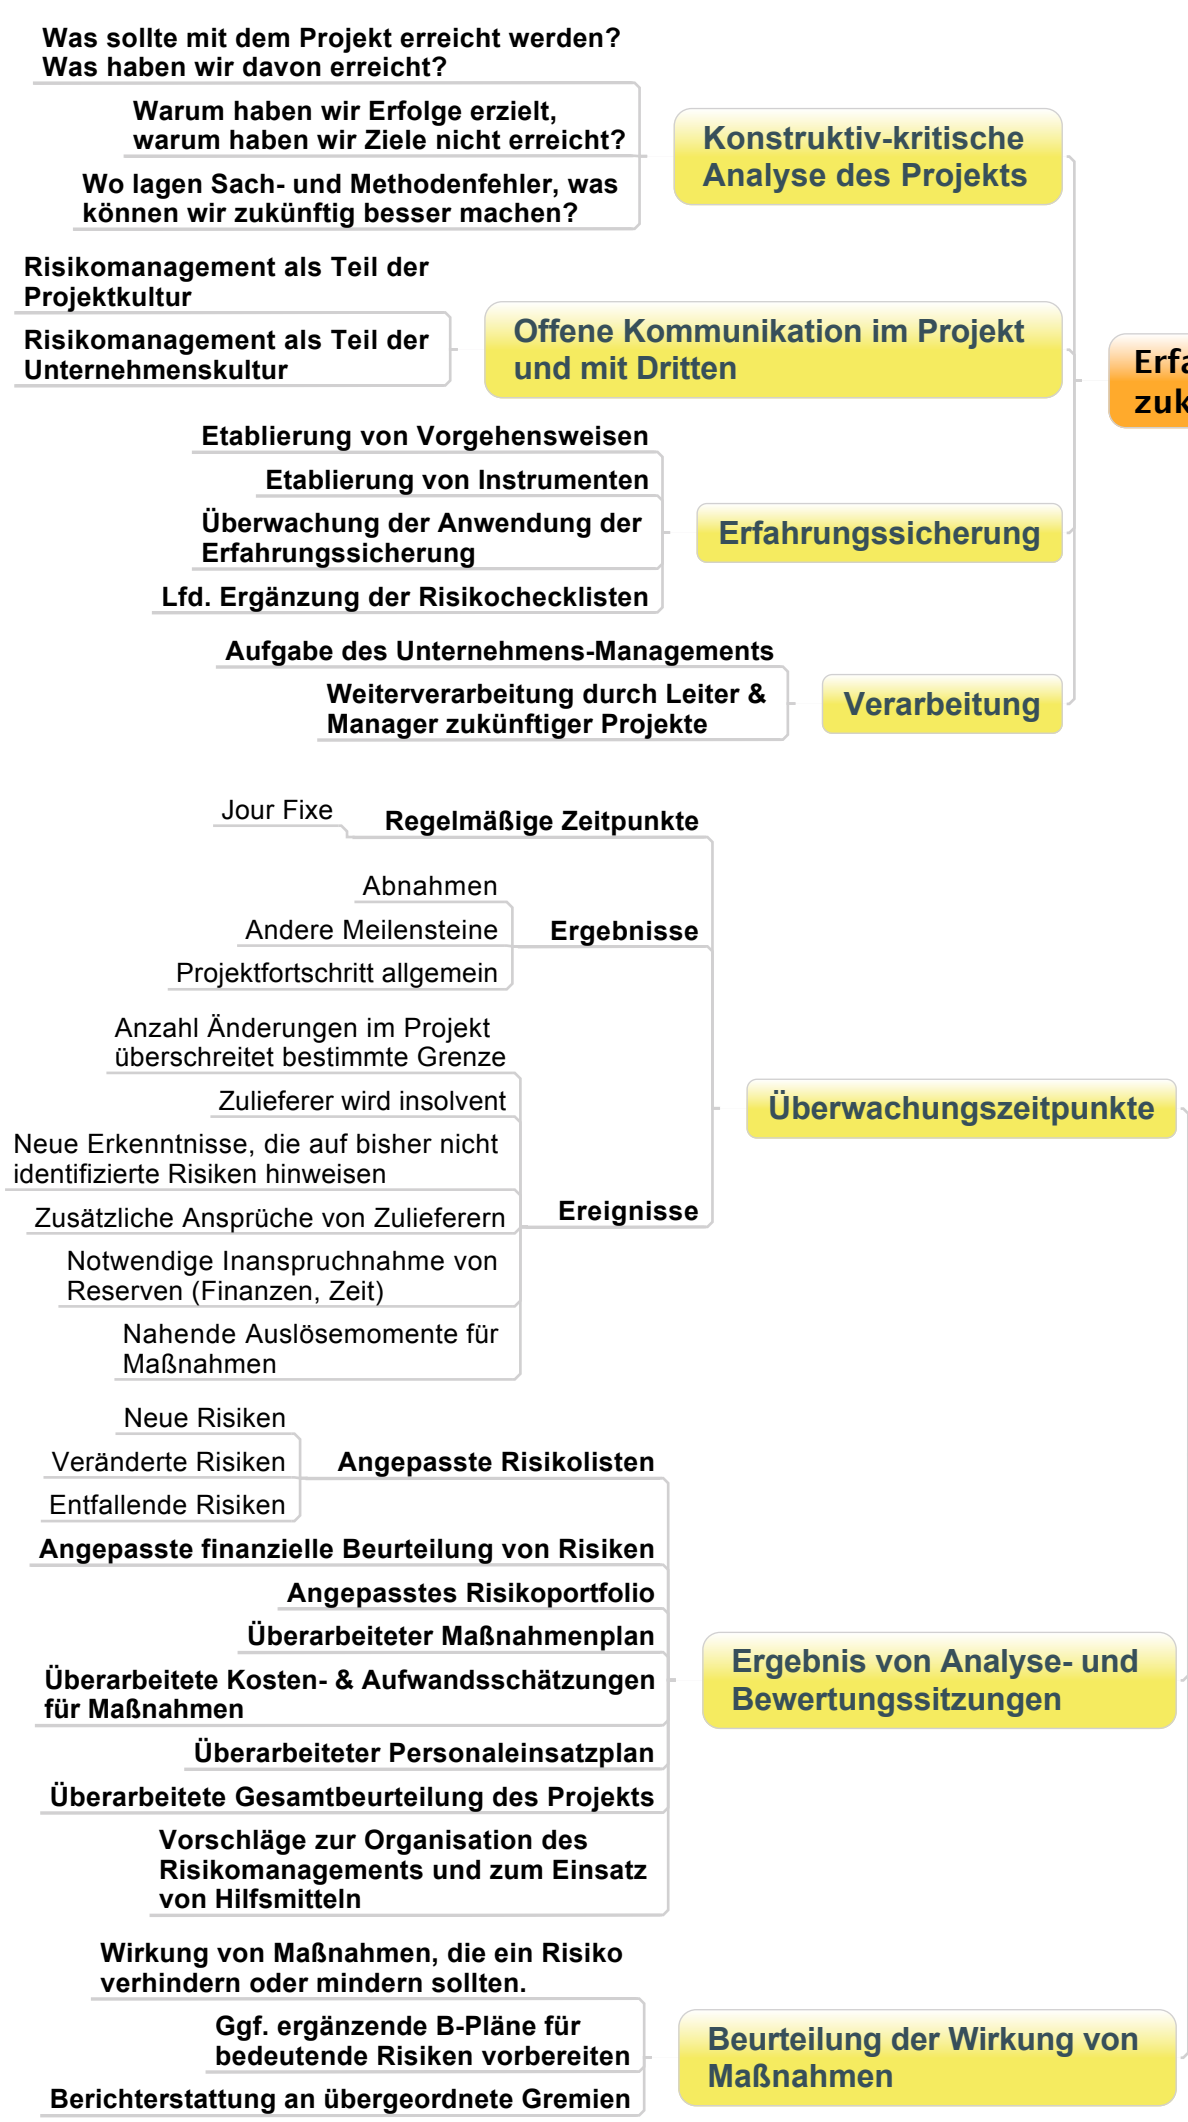 Was sollte mit dem Projekt erreicht werden?
Was haben wir davon erreicht?
Warum haben wir Erfolge erzielt,
warum haben wir Ziele nicht erreicht?
Wo lagen Sach- und Methodenfehler, was
können wir zukünftig besser machen?
Konstruktiv-kritische
Analyse des Projekts
Risikomanagement als Teil der
Projektkultur
Risikomanagement als Teil der
Unternehmenskultur
Offene Kommunikation im Projekt
und mit Dritten
Etablierung von Vorgehensweisen
Etablierung von Instrumenten
Überwachung der Anwendung der
Erfahrungssicherung
Lfd. Ergänzung der Risikochecklisten
Erfahrungssicherung
Aufgabe des Unternehmens-Managements
Weiterverarbeitung durch Leiter &
Manager zukünftiger Projekte
Verarbeitung
Jour Fixe
Regelmäßige Zeitpunkte
Abnahmen
Andere Meilensteine
Projektfortschritt allgemein
Ergebnisse
Anzahl Änderungen im Projekt
überschreitet bestimmte Grenze
Zulieferer wird insolvent
Neue Erkenntnisse, die auf bisher nicht
identifizierte Risiken hinweisen
Zusätzliche Ansprüche von Zulieferern
Notwendige Inanspruchnahme von
Reserven (Finanzen, Zeit)
Nahende Auslösemomente für
Maßnahmen
Ereignisse
Überwachungszeitpunkte
Neue Risiken
Veränderte Risiken
Entfallende Risiken
Angepasste Risikolisten
Angepasste finanzielle Beurteilung von Risiken
Angepasstes Risikoportfolio
Überarbeiteter Maßnahmenplan
Überarbeitete Kosten- & Aufwandsschätzungen
für Maßnahmen
Überarbeiteter Personaleinsatzplan
Überarbeitete Gesamtbeurteilung des Projekts
Vorschläge zur Organisation des
Risikomanagements und zum Einsatz
von Hilfsmitteln
Ergebnis von Analyse- und
Bewertungssitzungen
Wirkung von Maßnahmen, die ein Risiko
verhindern oder mindern sollten.
Ggf. ergänzende B-Pläne für
bedeutende Risiken vorbereiten
Berichterstattung an übergeordnete Gremien
Beurteilung der Wirkung von
Maßnahmen